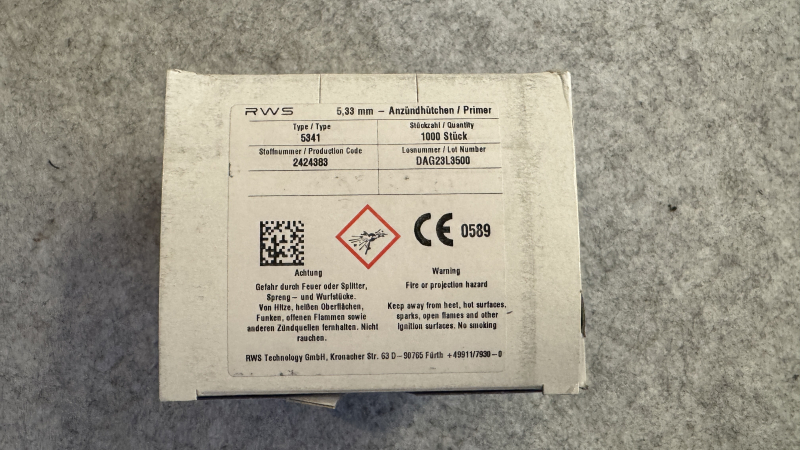 RWS 5,33 mm – Anzündhütchen / Primer
Type / Type Stückzahl / Quantity
5341 1000 Stück
Stoffnummer / Production Code Losnummer / Lot Number
2424383 DAG23L3500
CE 0589
Achtung Warning
Gefahr durch Feuer oder Splitter, Fire or projection hazard
Spreng – und Wurfstücke.
Von Hitze, heißen Oberflächen, Keep away from heet, hot surfaces,
Funken, offenen Flammen sowie sparks, open flames and other
anderen Zündquellen fernhalten. Nicht ignition surfaces. No smoking
rauchen.
RWS Technology GmbH, Kronacher Str. 63 D–90765 Fürth +49911/7930–0